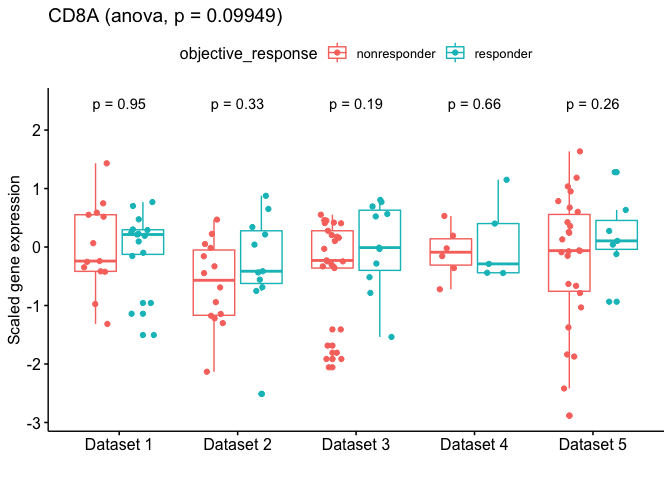 CD8A (anova, p = 0.09949)
objective_response nonresponder responder
p = 0.95 p = 0.33 p = 0.19 p = 0.66 p = 0.26
Scaled gene expression
2
1
0
-1
-2
-3
Dataset 1 Dataset 2 Dataset 3 Dataset 4 Dataset 5